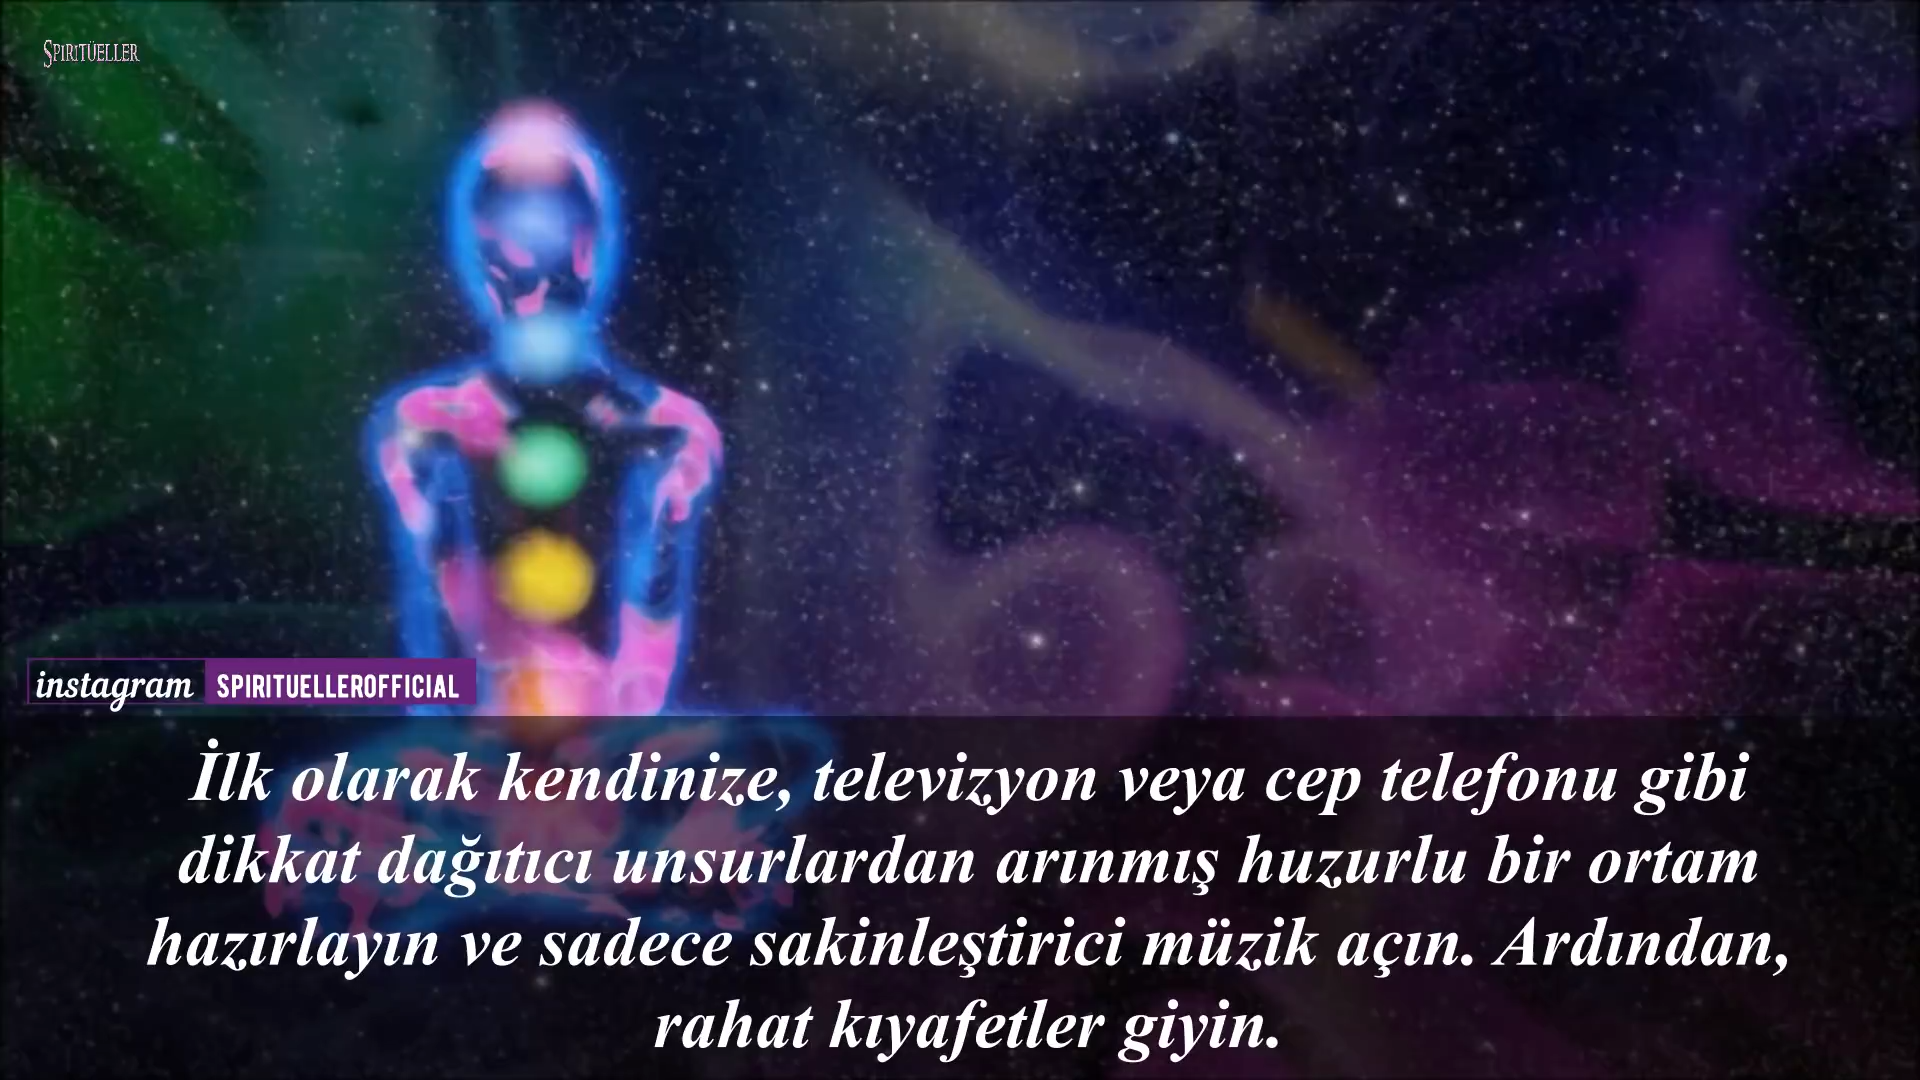 SPIRITÜELLER
instagram SPIRITUELLEROFFICIAL
İlk olarak kendinize, televizyon veya cep telefonu gibi
dikkat dağıtıcı unsurlardan arınmış huzurlu bir ortam
hazırlayın ve sadece sakinleştirici müzik açın. Ardından,
rahat kıyafetler giyin.